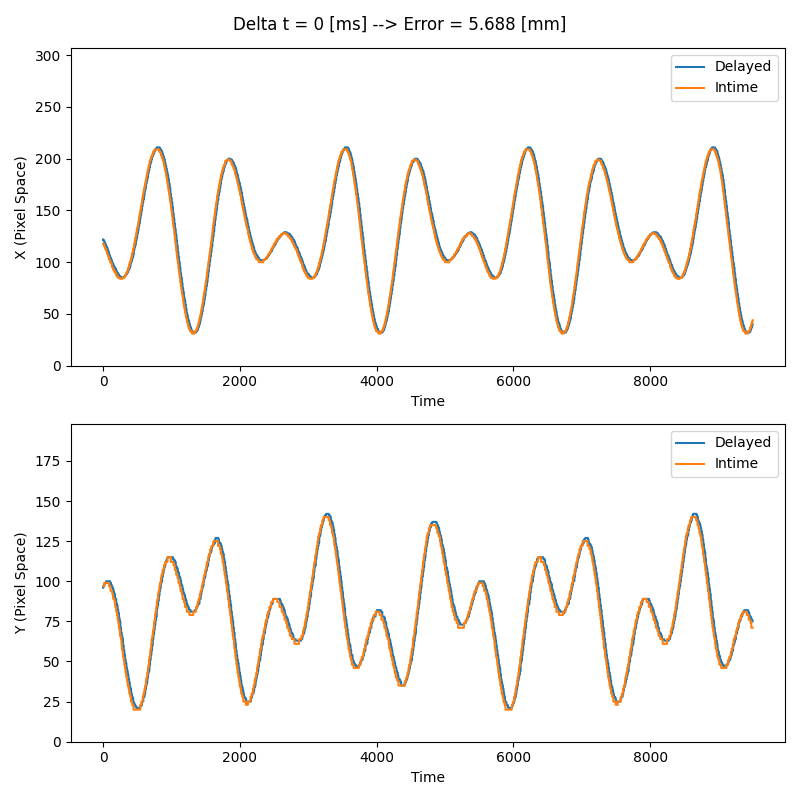 Delta t = 0 [ms] --> Error = 5.688 [mm]
300
250
200
150
100
50
0
X (Pixel Space)
Delayed
Intime
0 2000 4000 6000 8000
Time
175
150
125
100
75
50
25
0
Y (Pixel Space)
Delayed
Intime
0 2000 4000 6000 8000
Time